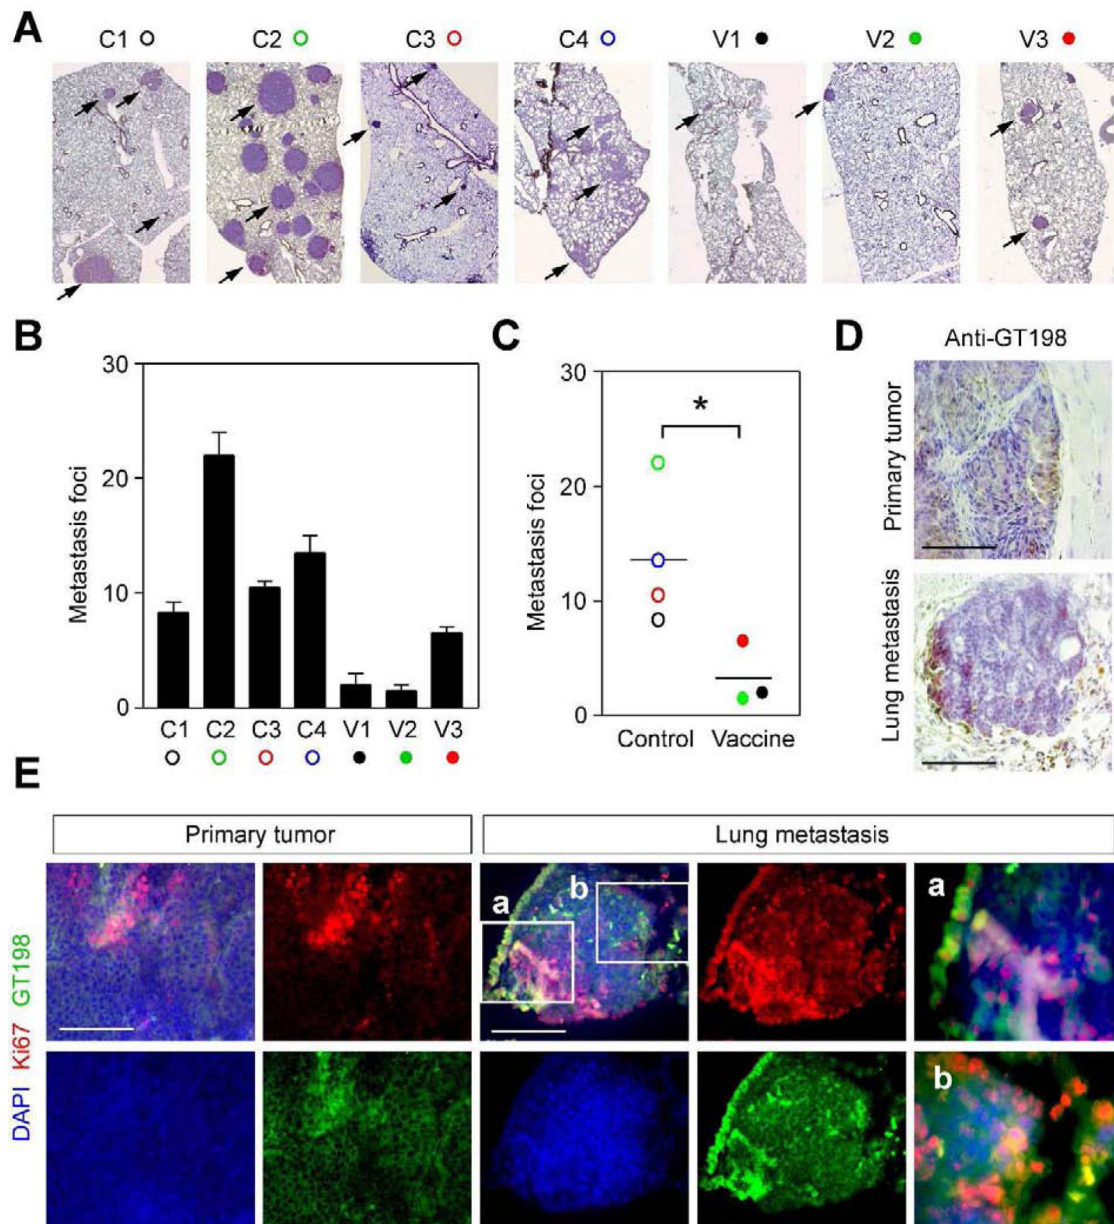 A
C1 C2 C3 C4 V1 V2 V3
B
Metastasis foci
30
20
10
0
C1 C2 C3 C4 V1 V2 V3
C
Metastasis foci
30
20
10
0
*
Control Vaccine
D
Anti-GT198
Primary tumor
Lung metastasis
E
Primary tumor
Lung metastasis
DAPI Ki67 GT198
a
b
a
b